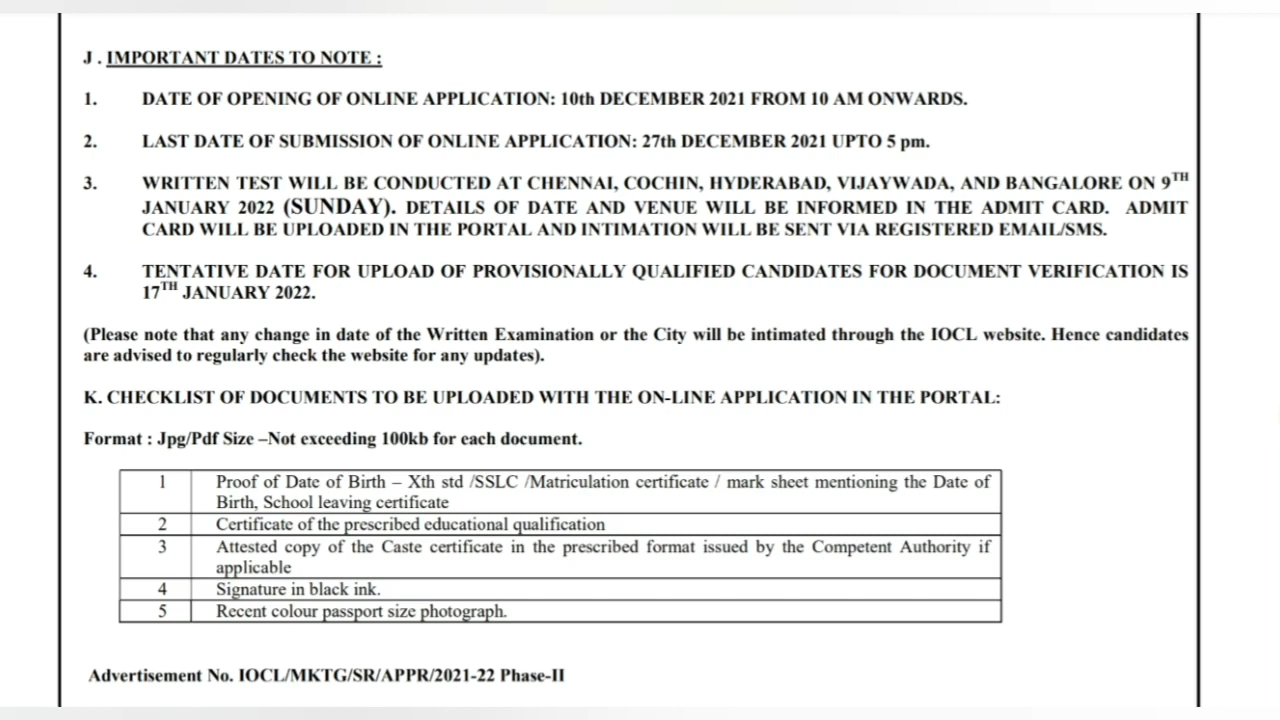 J . IMPORTANT DATES TO NOTE :
1. DATE OF OPENING OF ONLINE APPLICATION: 10th DECEMBER 2021 FROM 10 AM ONWARDS.
2. LAST DATE OF SUBMISSION OF ONLINE APPLICATION: 27th DECEMBER 2021 UPTO 5 pm.
3. WRITTEN TEST WILL BE CONDUCTED AT CHENNAI, COCHIN, HYDERABAD, VIJAYWADA, AND BANGALORE ON 9TH
JANUARY 2022 (SUNDAY). DETAILS OF DATE AND VENUE WILL BE INFORMED IN THE ADMIT CARD. ADMIT
CARD WILL BE UPLOADED IN THE PORTAL AND INTIMATION WILL BE SENT VIA REGISTERED EMAIL/SMS.
4. TENTATIVE DATE FOR UPLOAD OF PROVISIONALLY QUALIFIED CANDIDATES FOR DOCUMENT VERIFICATION IS
17TH JANUARY 2022.
(Please note that any change in date of the Written Examination or the City will be intimated through the IOCL website. Hence candidates
are advised to regularly check the website for any updates).
K. CHECKLIST OF DOCUMENTS TO BE UPLOADED WITH THE ON-LINE APPLICATION IN THE PORTAL:
Format : Jpg/Pdf Size –Not exceeding 100kb for each document.
1 Proof of Date of Birth – Xth std /SSLC /Matriculation certificate / mark sheet mentioning the Date of
Birth, School leaving certificate
2 Certificate of the prescribed educational qualification
3 Attested copy of the Caste certificate in the prescribed format issued by the Competent Authority if
applicable
4 Signature in black ink.
5 Recent colour passport size photograph.
Advertisement No. IOCL/MKTG/SR/APPR/2021-22 Phase-II